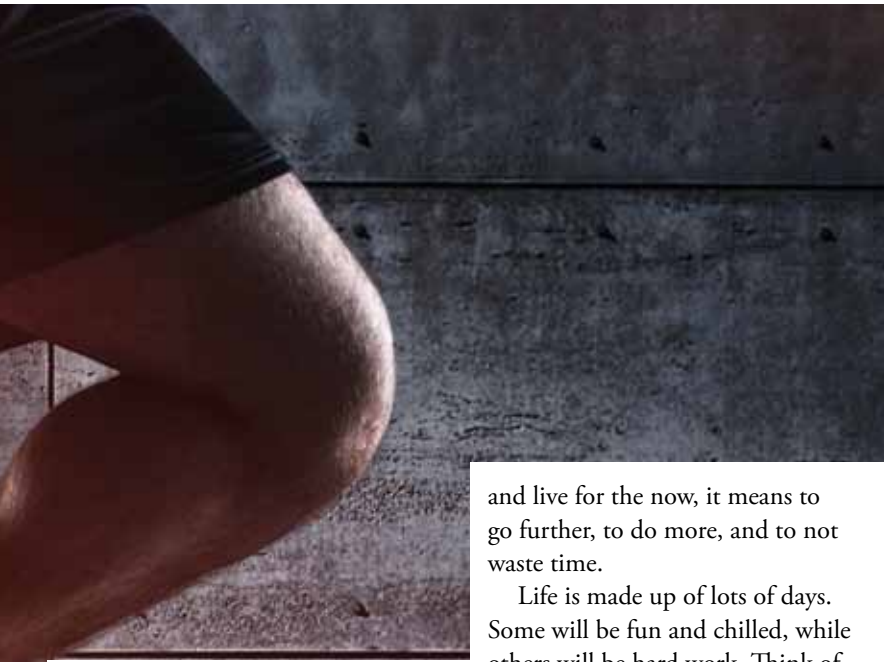 and live for the now, it means to
go further, to do more, and to not
waste time.
Life is made up of lots of days.
Some will be fun and chilled, while
others will be hard work. Think of